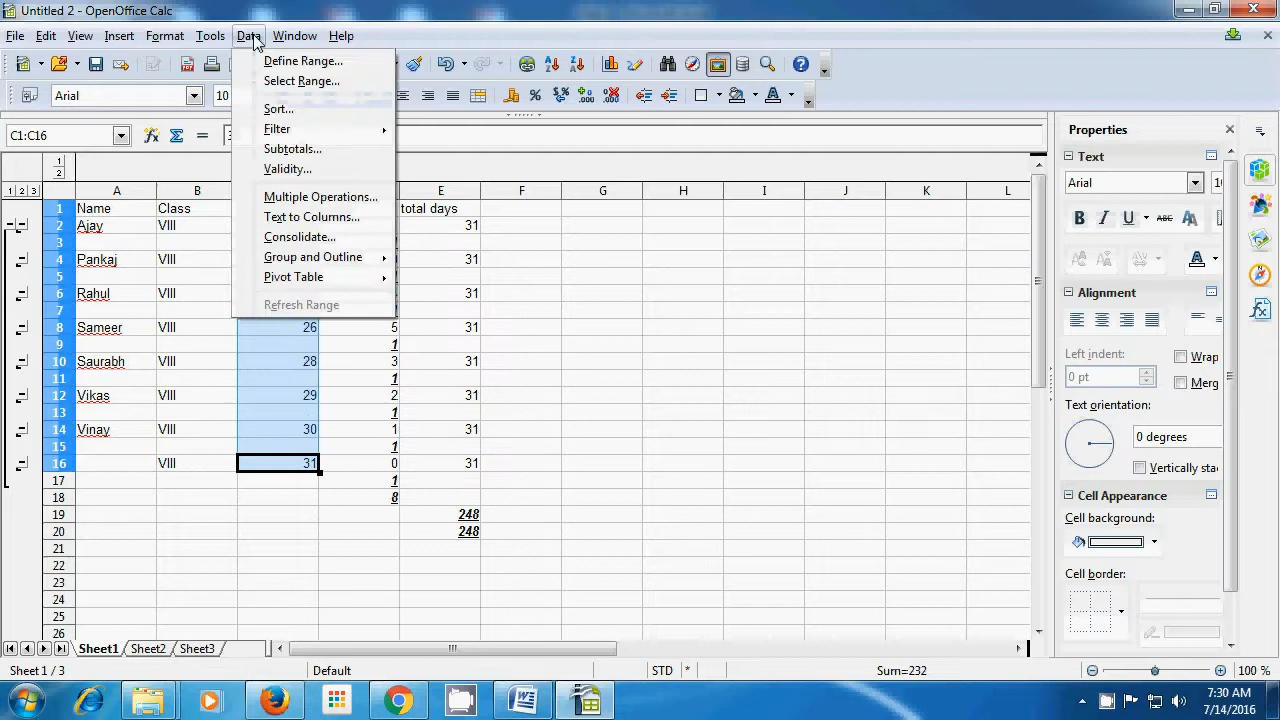 Untitled 2 - OpenOffice Calc
File Edit View Insert Format Tools Data Window Help
Arial 10
C1:C16
Define Range...
Select Range...
Sort...
Filter
Subtotals...
Validity...
Multiple Operations...
Text to Columns...
Consolidate...
Group and Outline
Pivot Table
Refresh Range
1
2
1 2 3
A B E F G H I J K L
1 Name Class total days
2 Ajay VIII 31
3
4 Pankaj VIII 31
5
6 Rahul VIII 31
7
8 Sameer VIII 26 5 31
9 1
10 Saurabh VIII 28 3 31
11 1
12 Vikas VIII 29 2 31
13 1
14 Vinay VIII 30 1 31
15 1
16 VIII 31 0 31
17 1
18 8
19 248
20 248
21
22
23
24
25
26
Properties
Text
Arial
B I U ABC A
Alignment
Left indent: Wrap
0 pt Merg
Text orientation:
0 degrees
Vertically sta
Cell Appearance
Cell background:
Cell border:
Sheet1 Sheet2 Sheet3
Sheet 1 / 3 Default STD * Sum=232 100 %
7:30 AM
7/14/2016